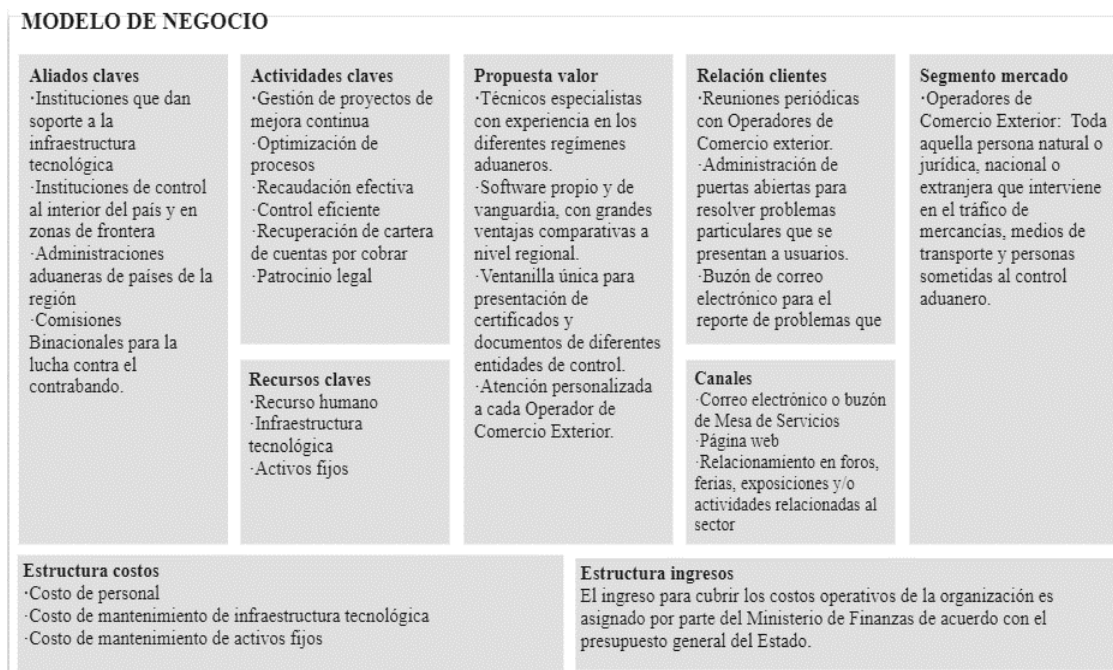 MODELO DE NEGOCIO
Aliados claves
·Instituciones que dan
soporte a la
infraestructura
tecnológica
·Instituciones de control
al interior del país y en
zonas de frontera
·Administraciones
aduaneras de países de la
región
·Comisiones
Binacionales para la
lucha contra el
contrabando.
Actividades claves
·Gestión de proyectos de
mejora continua
·Optimización de
procesos
·Recaudación efectiva
·Control eficiente
·Recuperación de cartera
de cuentas por cobrar
·Patrocinio legal
Recursos claves
·Recurso humano
·Infraestructura
tecnológica
·Activos fijos
Propuesta valor
·Técnicos especialistas
con experiencia en los
diferentes regímenes
aduaneros.
·Software propio y de
vanguardia, con grandes
ventajas comparativas a
nivel regional.
·Ventanilla única para
presentación de
certificados y
documentos de diferentes
entidades de control.
·Atención personalizada
a cada Operador de
Comercio Exterior.
Relación clientes
·Reuniones periódicas
con Operadores de
Comercio exterior.
·Administración de
puertas abiertas para
resolver problemas
particulares que se
presentan a usuarios.
·Buzón de correo
electrónico para el
reporte de problemas que
Canales
·Correo electrónico o buzón
de Mesa de Servicios
·Página web
·Relacionamiento en foros,
ferias, exposiciones y/o
actividades relacionadas al
sector
Segmento mercado
·Operadores de
Comercio Exterior: Toda
aquella persona natural o
jurídica, nacional o
extranjera que interviene
en el tráfico de
mercancías, medios de
transporte y personas
sometidas al control
aduanero.
Estructura costos
·Costo de personal
·Costo de mantenimiento de infraestructura tecnológica
·Costo de mantenimiento de activos fijos
Estructura ingresos
El ingreso para cubrir los costos operativos de la organización es
asignado por parte del Ministerio de Finanzas de acuerdo con el
presupuesto general del Estado.